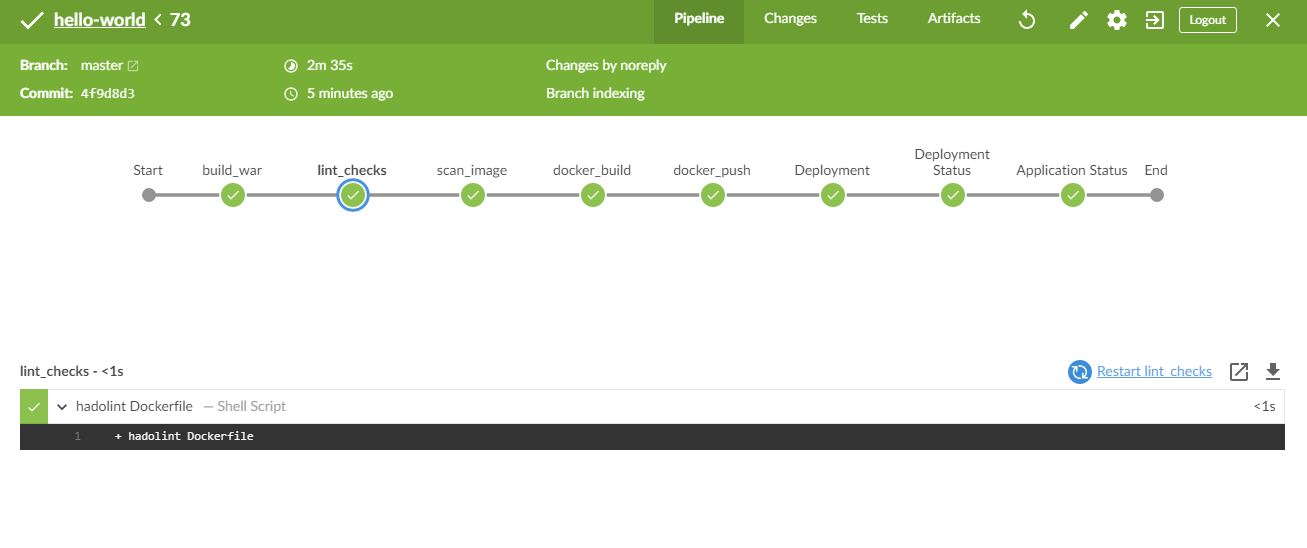 hello-world < 73
Pipeline Changes Tests Artifacts Logout
Branch: master 2m 35s Changes by noreply
Commit: 4f9d8d3 5 minutes ago Branch indexing
Start build_war lint_checks scan_image docker_build docker_push Deployment Deployment Status Application Status End
lint_checks - <1s Restart lint_checks
hadolint Dockerfile — Shell Script <1s
1 + hadolint Dockerfile